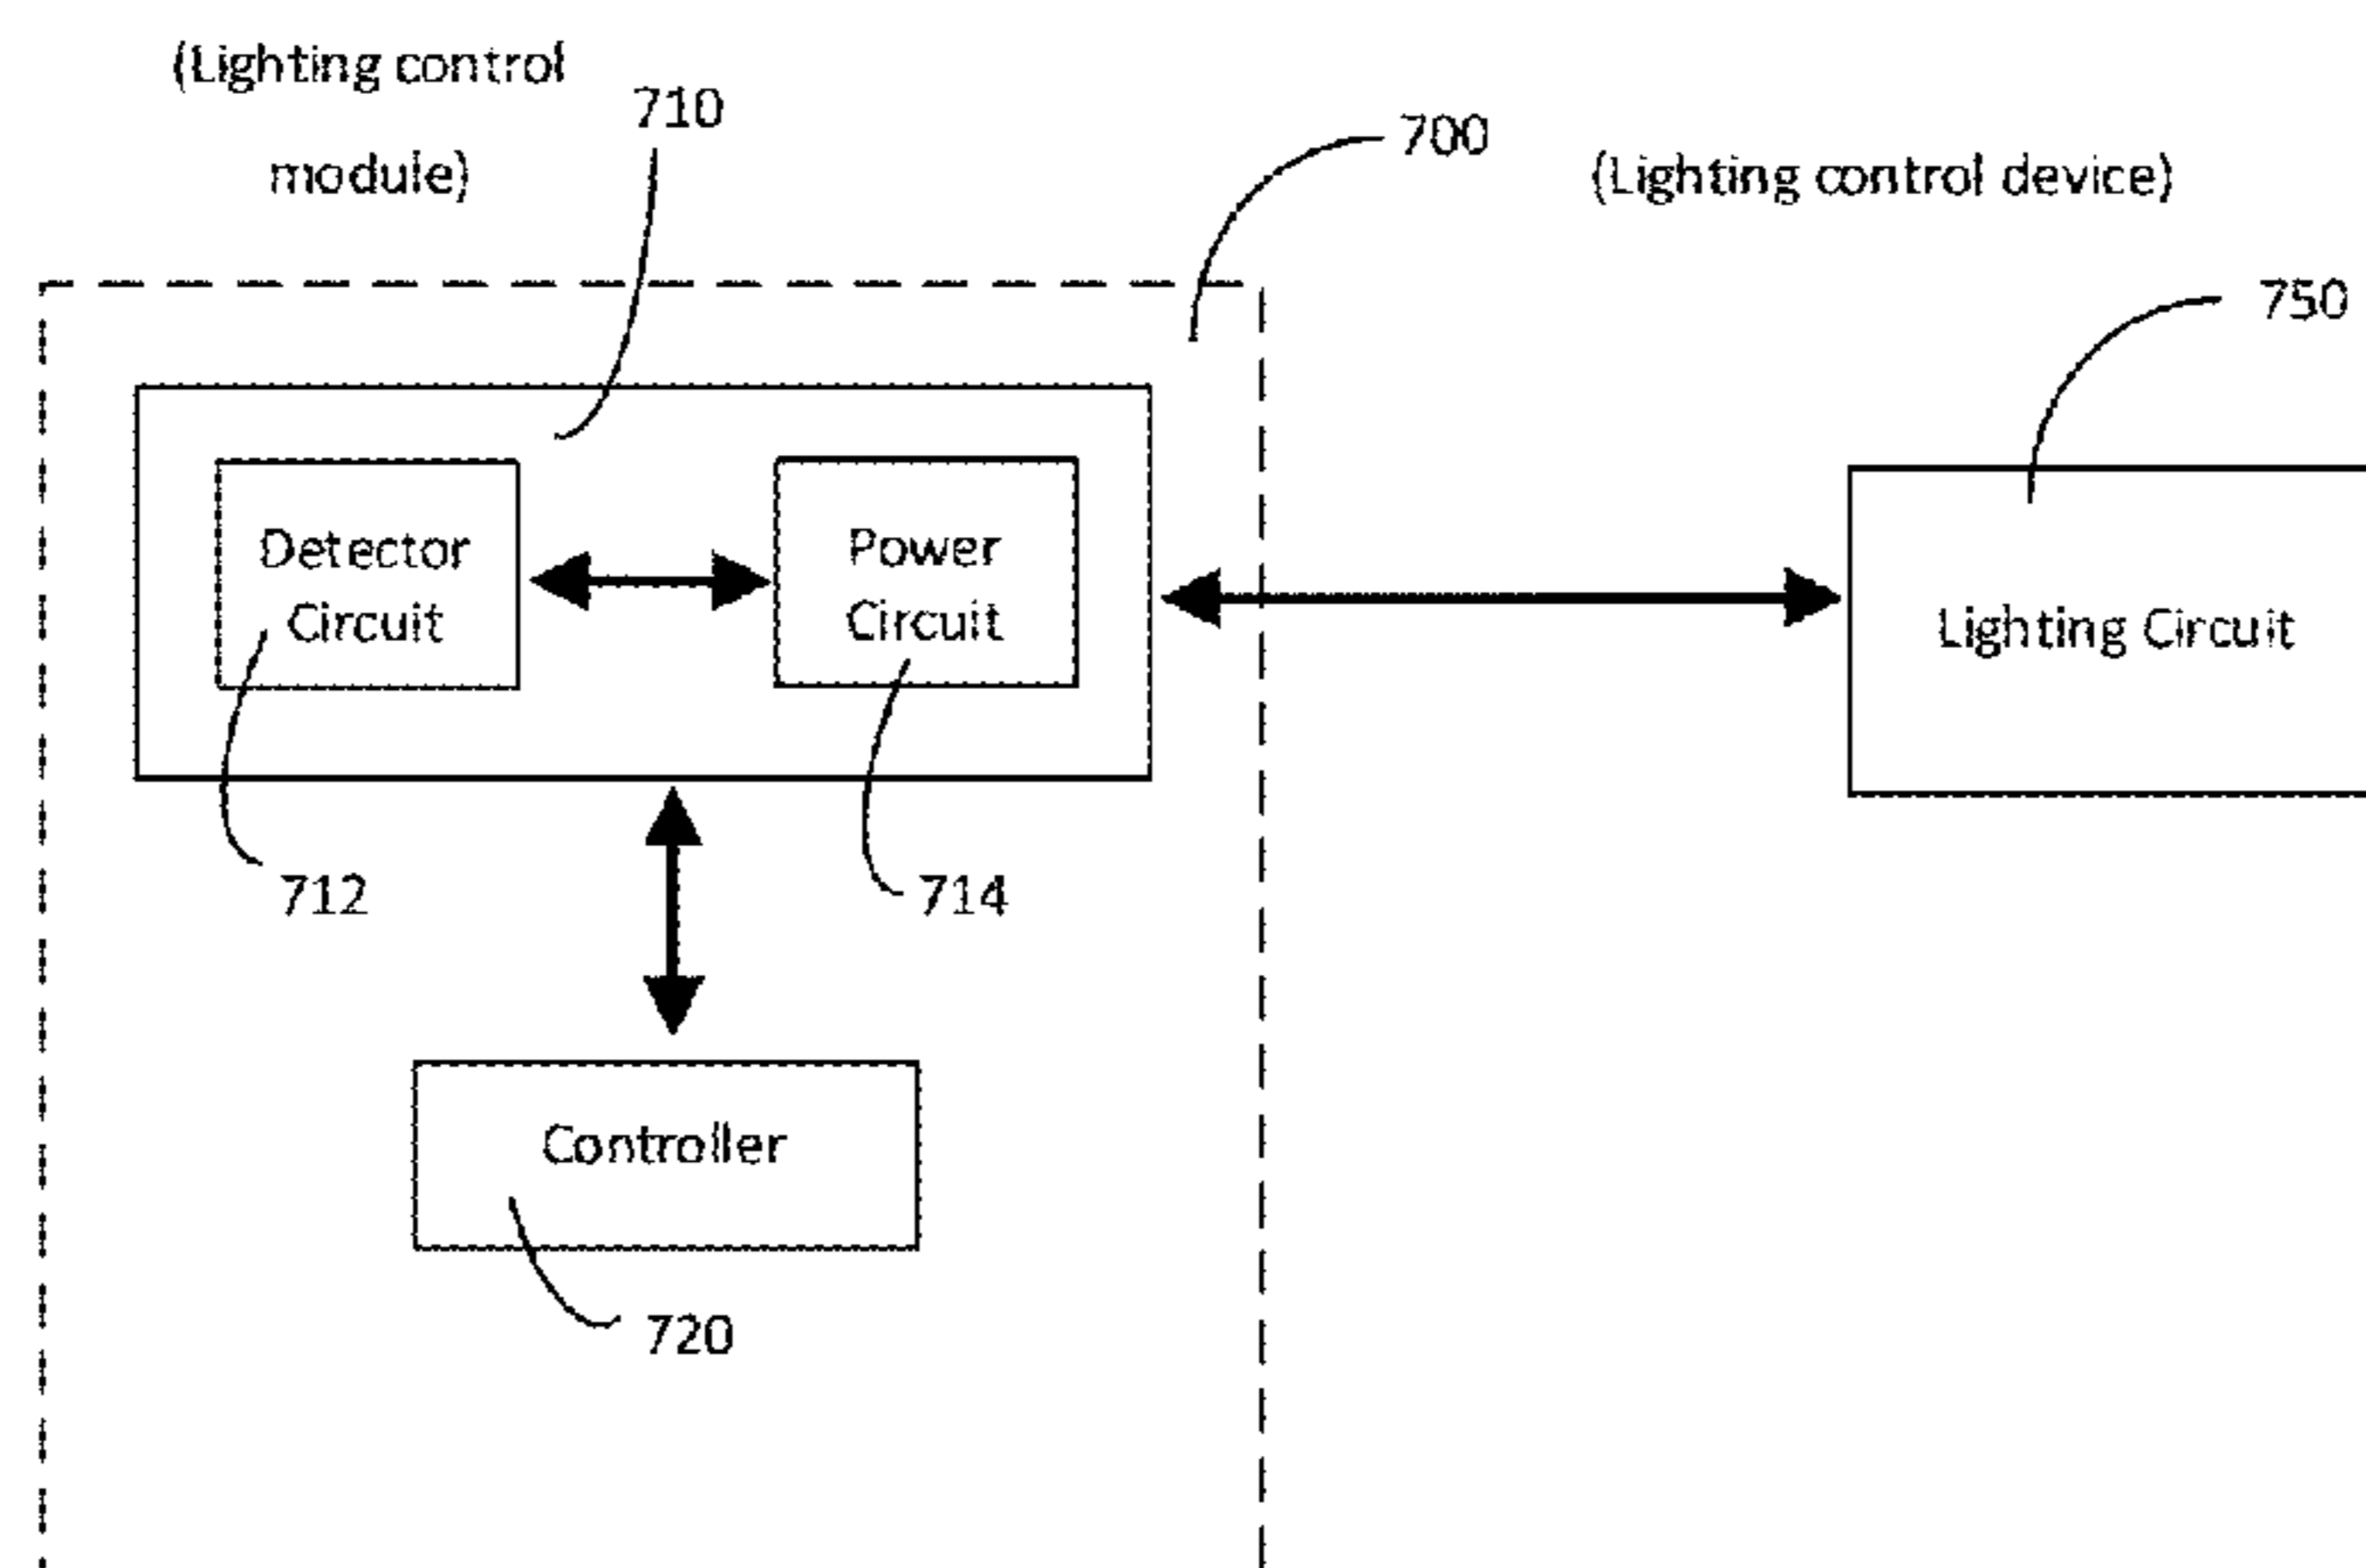 (Lighting control
module)
710
700
(Lighting control device)
750
Detector
Circuit
Power
Circuit
Lighting Circuit
712
714
Controller
720